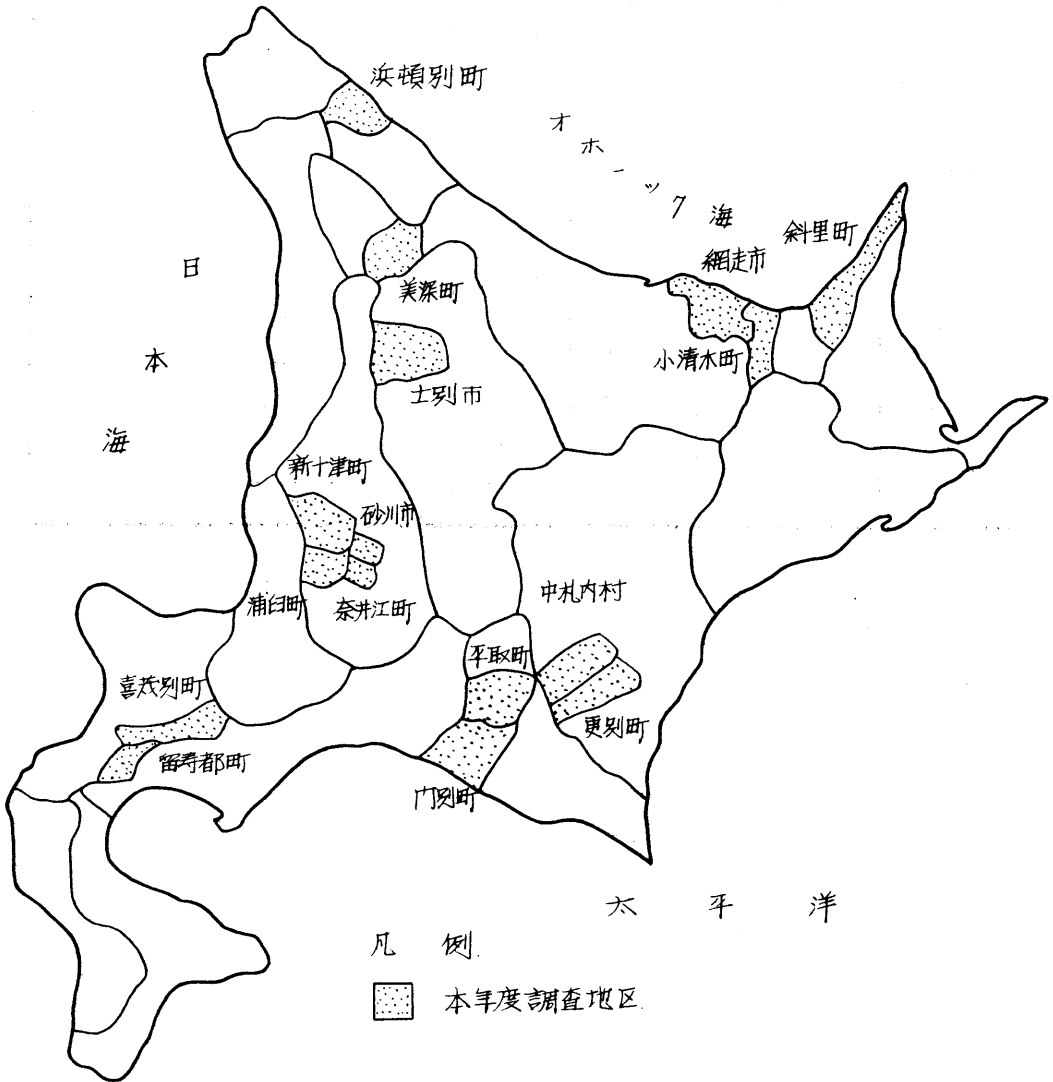 浜頓別町
オホーツク海
斜里町
網走市
日本海
美深町
小清水町
士別市
新十津町
砂川市
中札内村
浦臼町
奈井江町
平取町
喜茂別町
更別町
留寿都町
門別町
太平洋
凡例.
本年度調査地区